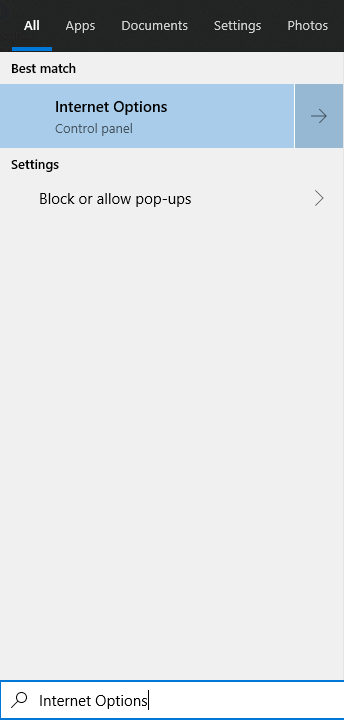 All Apps Documents Settings Photos
Best match
Internet Options
Control panel
Settings
Block or allow pop-ups
Internet Options